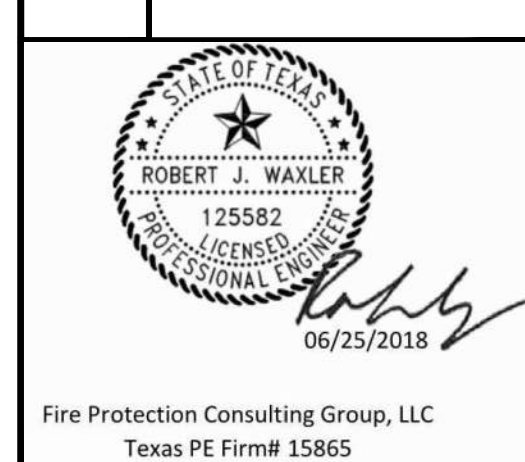 STATE OF TEXAS
ROBERT J. WAXLER
125582
LICENSED
PROFESSIONAL ENGINEER
06/25/2018
Fire Protection Consulting Group, LLC
Texas PE Firm# 15865